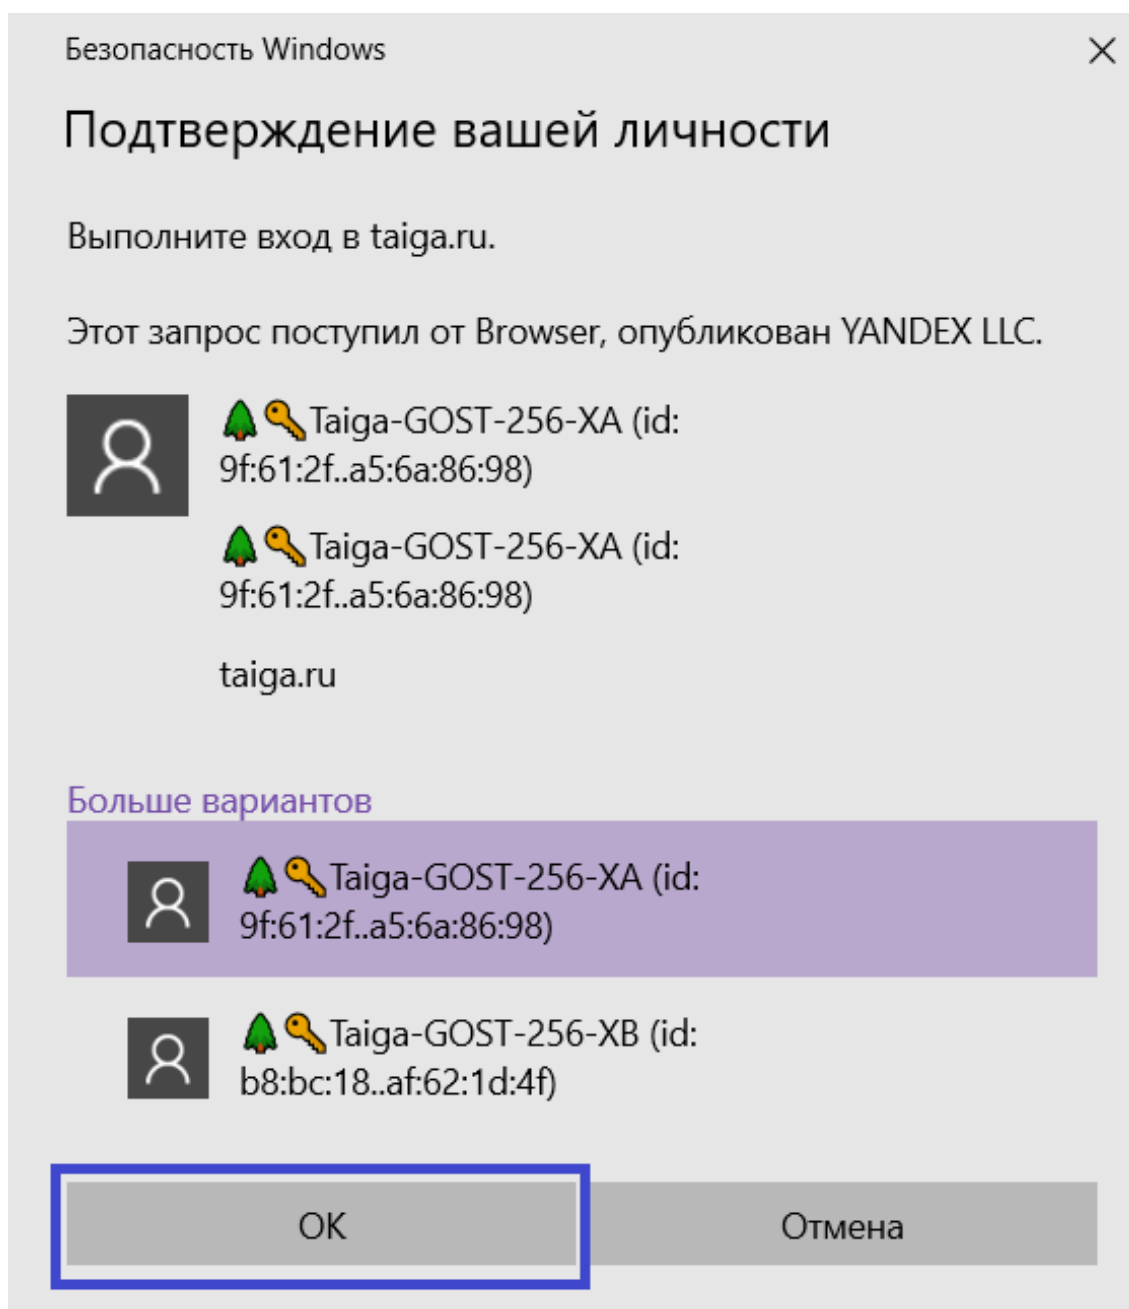 Безопасность Windows
Подтверждение вашей личности
Выполните вход в taiga.ru.
Этот запрос поступил от Browser, опубликован YANDEX LLC.
🌲🔑Taiga-GOST-256-XA (id:
9f:61:2f..a5:6a:86:98)
🌲🔑Taiga-GOST-256-XA (id:
9f:61:2f..a5:6a:86:98)
taiga.ru
Больше вариантов
🌲🔑Taiga-GOST-256-XA (id:
9f:61:2f..a5:6a:86:98)
🌲🔑Taiga-GOST-256-XB (id:
b8:bc:18..af:62:1d:4f)
ОК
Отмена